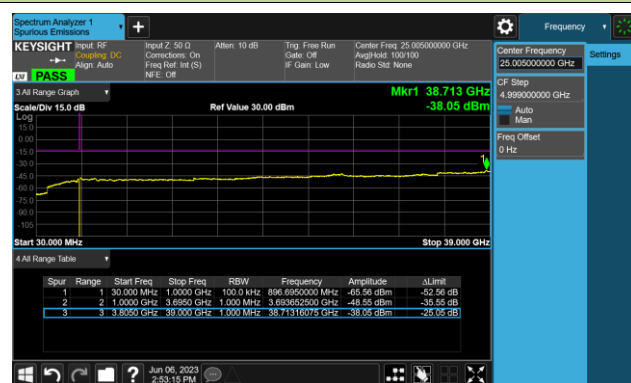 Spectrum Analyzer 1
Spurious Emissions
Frequency
KEYSIGHT
Input: RF
Coupling: DC
Align: Auto
Input Z: 50 Ω
Corrections: On
Freq Ref: Int (S)
NFE: Off
Atten: 10 dB
Trig: Free Run
Gate: Off
IF Gain: Low
Center Freq: 25.005000000 GHz
Avg|Hold: 100/100
Radio Std: None
LW PASS
Center Frequency
25.005000000 GHz
Settings
CF Step
4.999000000 GHz
Auto
Man
Freq Offset
0 Hz
3 All Range Graph
Mkr1 38.713 GHz
Scale/Div 15.0 dB
Ref Value 30.00 dBm
-38.05 dBm
Log
15.0
0.00
-15.0
-30.0
-45.0
-60.0
-75.0
-90.0
-105
1
Start 30.000 MHz
Stop 39.000 GHz
4 All Range Table
Spur Range Start Freq Stop Freq RBW Frequency Amplitude ΔLimit
1 1 30.000 MHz 1.0000 GHz 100.0 kHz 896.6950000 MHz -65.56 dBm -52.56 dB
2 2 1.0000 GHz 3.6950 GHz 1.000 MHz 3.693652500 GHz -48.55 dBm -35.55 dB
3 3 3.8050 GHz 39.000 GHz 1.000 MHz 38.71316075 GHz -38.05 dBm -25.05 dB
?
Jun 06, 2023
2:53:15 PM